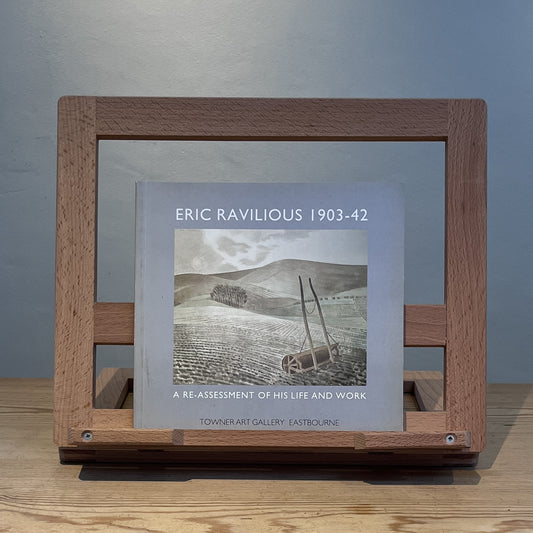 ERIC RAVILIOUS 1903-42
A RE-ASSESSMENT OF HIS LIFE AND WORK
TOWNER ART GALLERY EASTBOURNE